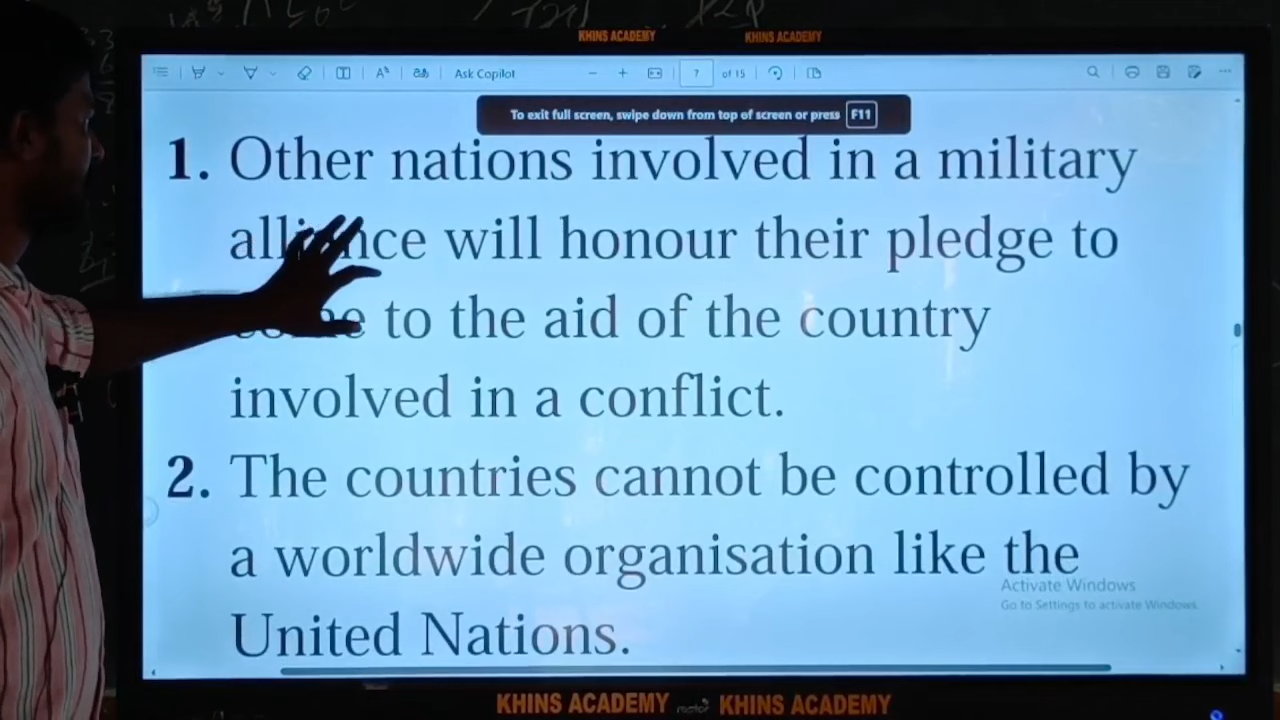 KHINS ACADEMY KHINS ACADEMY
Ask Copilot 7 of 15
To exit full screen, swipe down from top of screen or press F11
1. Other nations involved in a military
alliance will honour their pledge to
come to the aid of the country
involved in a conflict.
2. The countries cannot be controlled by
a worldwide organisation like the
Activate Windows
Go to Settings to activate Windows.
United Nations.
KHINS ACADEMY KHINS ACADEMY